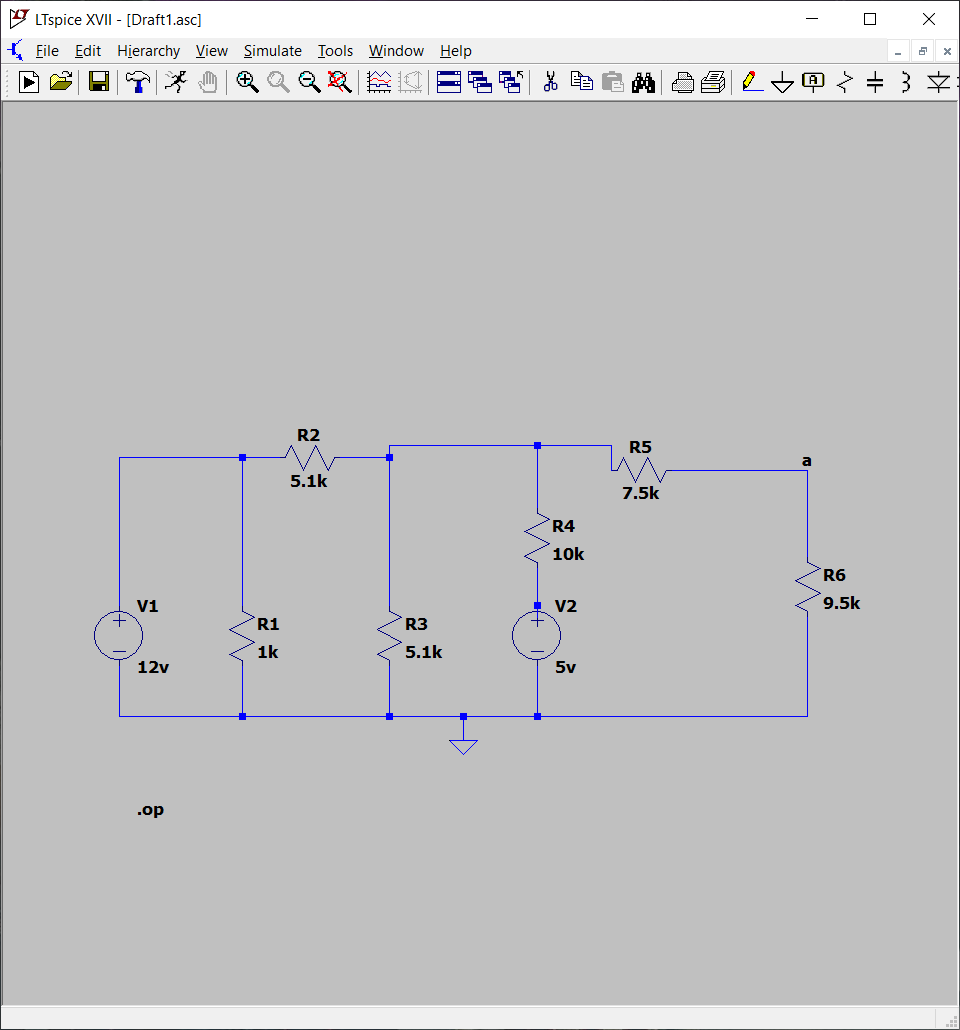 LTspice XVII - [Draft1.asc]
File Edit Hierarchy View Simulate Tools Window Help
A
R2
5.1k
R5
7.5k
a
R4
10k
R6
9.5k
V1
12v
R1
1k
R3
5.1k
V2
5v
.op